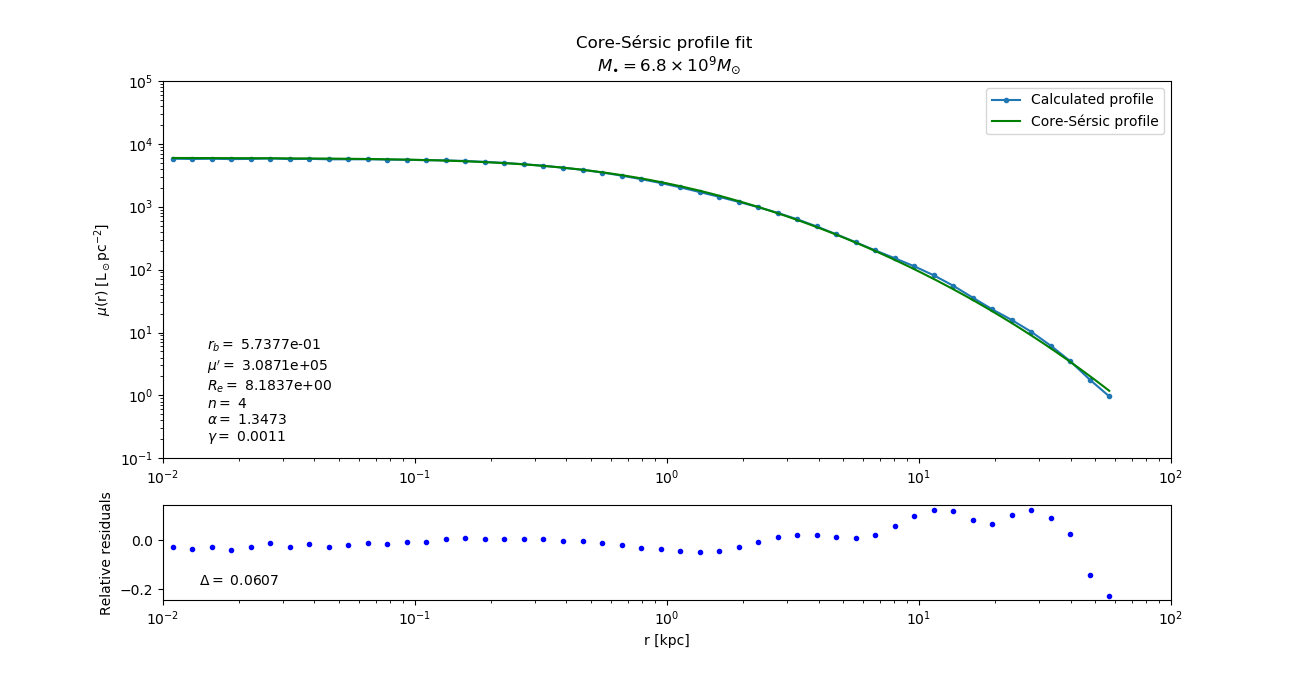 Core-Sérsic profile fit
M• = 6.8 × 10⁹M⊙
Calculated profile
Core-Sérsic profile
10⁵
10⁴
10³
10²
10¹
10⁰
10⁻¹
μ(r) [L⊙pc⁻²]
r_b = 5.7377e-01
μ′ = 3.0871e+05
R_e = 8.1837e+00
n = 4
α = 1.3473
γ = 0.0011
10⁻² 10⁻¹ 10⁰ 10¹ 10²
Relative residuals
0.0
−0.2
Δ = 0.0607
10⁻² 10⁻¹ 10⁰ 10¹ 10²
r [kpc]